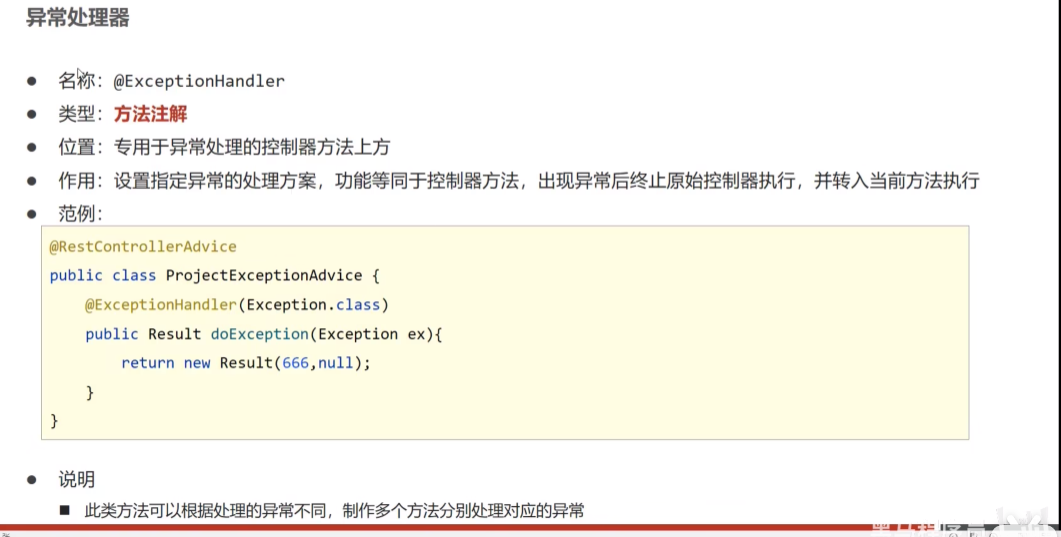 异常处理器
● 名称：@ExceptionHandler
● 类型：方法注解
● 位置：专用于异常处理的控制器方法上方
● 作用：设置指定异常的处理方案，功能等同于控制器方法，出现异常后终止原始控制器执行，并转入当前方法执行
● 范例：
@RestControllerAdvice
public class ProjectExceptionAdvice {
@ExceptionHandler(Exception.class)
public Result doException(Exception ex){
return new Result(666,null);
}
}
● 说明
■ 此类方法可以根据处理的异常不同，制作多个方法分别处理对应的异常